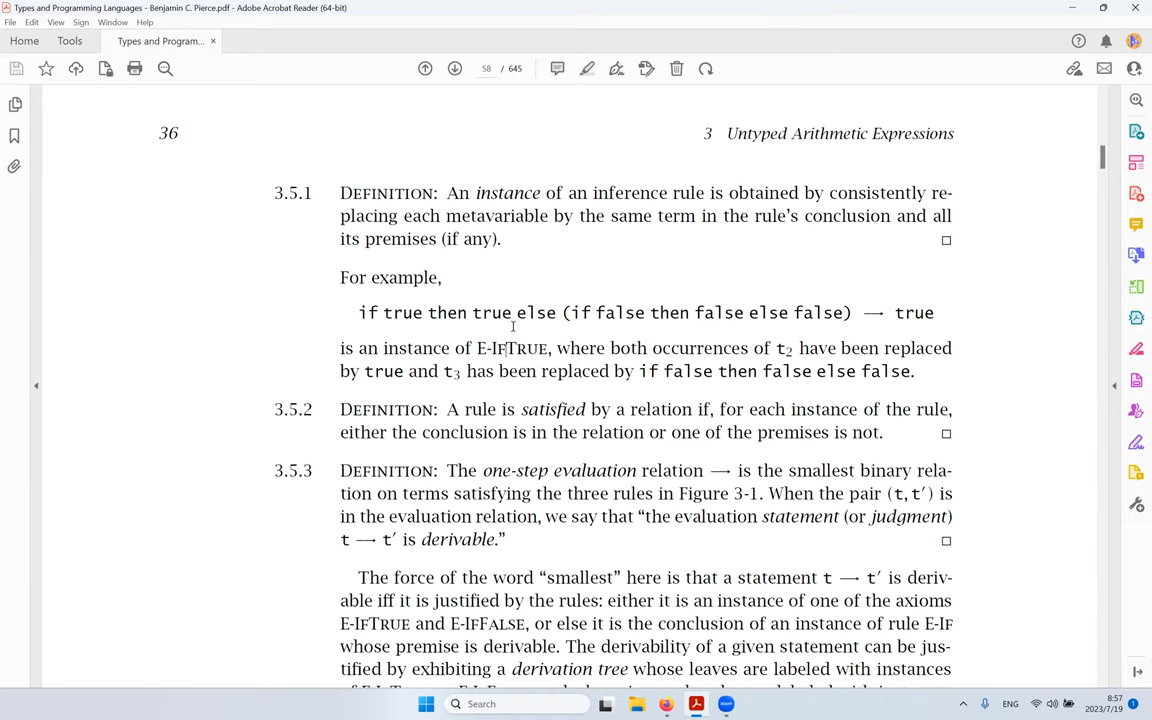 Types and Programming Languages - Benjamin C. Pierce.pdf - Adobe Acrobat Reader (64-bit)
File Edit View Sign Window Help
Home Tools Types and Program... ×
58 / 645
36 3 Untyped Arithmetic Expressions
3.5.1 DEFINITION: An instance of an inference rule is obtained by consistently re-
placing each metavariable by the same term in the rule's conclusion and all
its premises (if any). □
For example,
if true then true else (if false then false else false) → true
is an instance of E-IFTRUE, where both occurrences of t₂ have been replaced
by true and t₃ has been replaced by if false then false else false.
3.5.2 DEFINITION: A rule is satisfied by a relation if, for each instance of the rule,
either the conclusion is in the relation or one of the premises is not. □
3.5.3 DEFINITION: The one-step evaluation relation → is the smallest binary rela-
tion on terms satisfying the three rules in Figure 3-1. When the pair (t, t′) is
in the evaluation relation, we say that “the evaluation statement (or judgment)
t → t′ is derivable.” □
The force of the word “smallest” here is that a statement t → t′ is deriv-
able iff it is justified by the rules: either it is an instance of one of the axioms
E-IFTRUE and E-IFFALSE, or else it is the conclusion of an instance of rule E-IF
whose premise is derivable. The derivability of a given statement can be jus-
tified by exhibiting a derivation tree whose leaves are labeled with instances
Search
zoom
ENG
8:57
2023/7/19
1